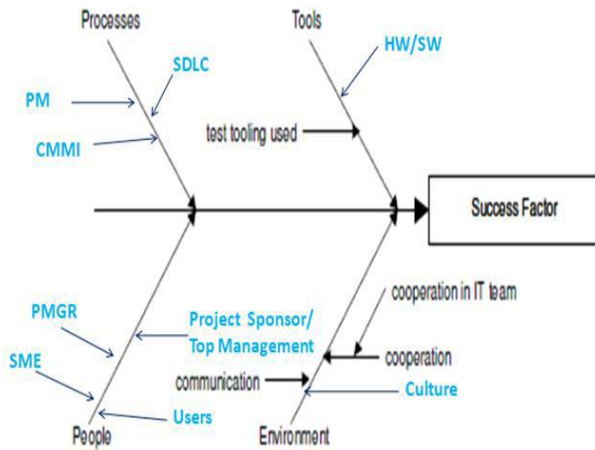 Processes
Tools
HW/SW
SDLC
PM
test tooling used
CMMI
Success Factor
cooperation in IT team
PMGR
Project Sponsor/
Top Management
SME
cooperation
communication
Culture
Users
People
Environment